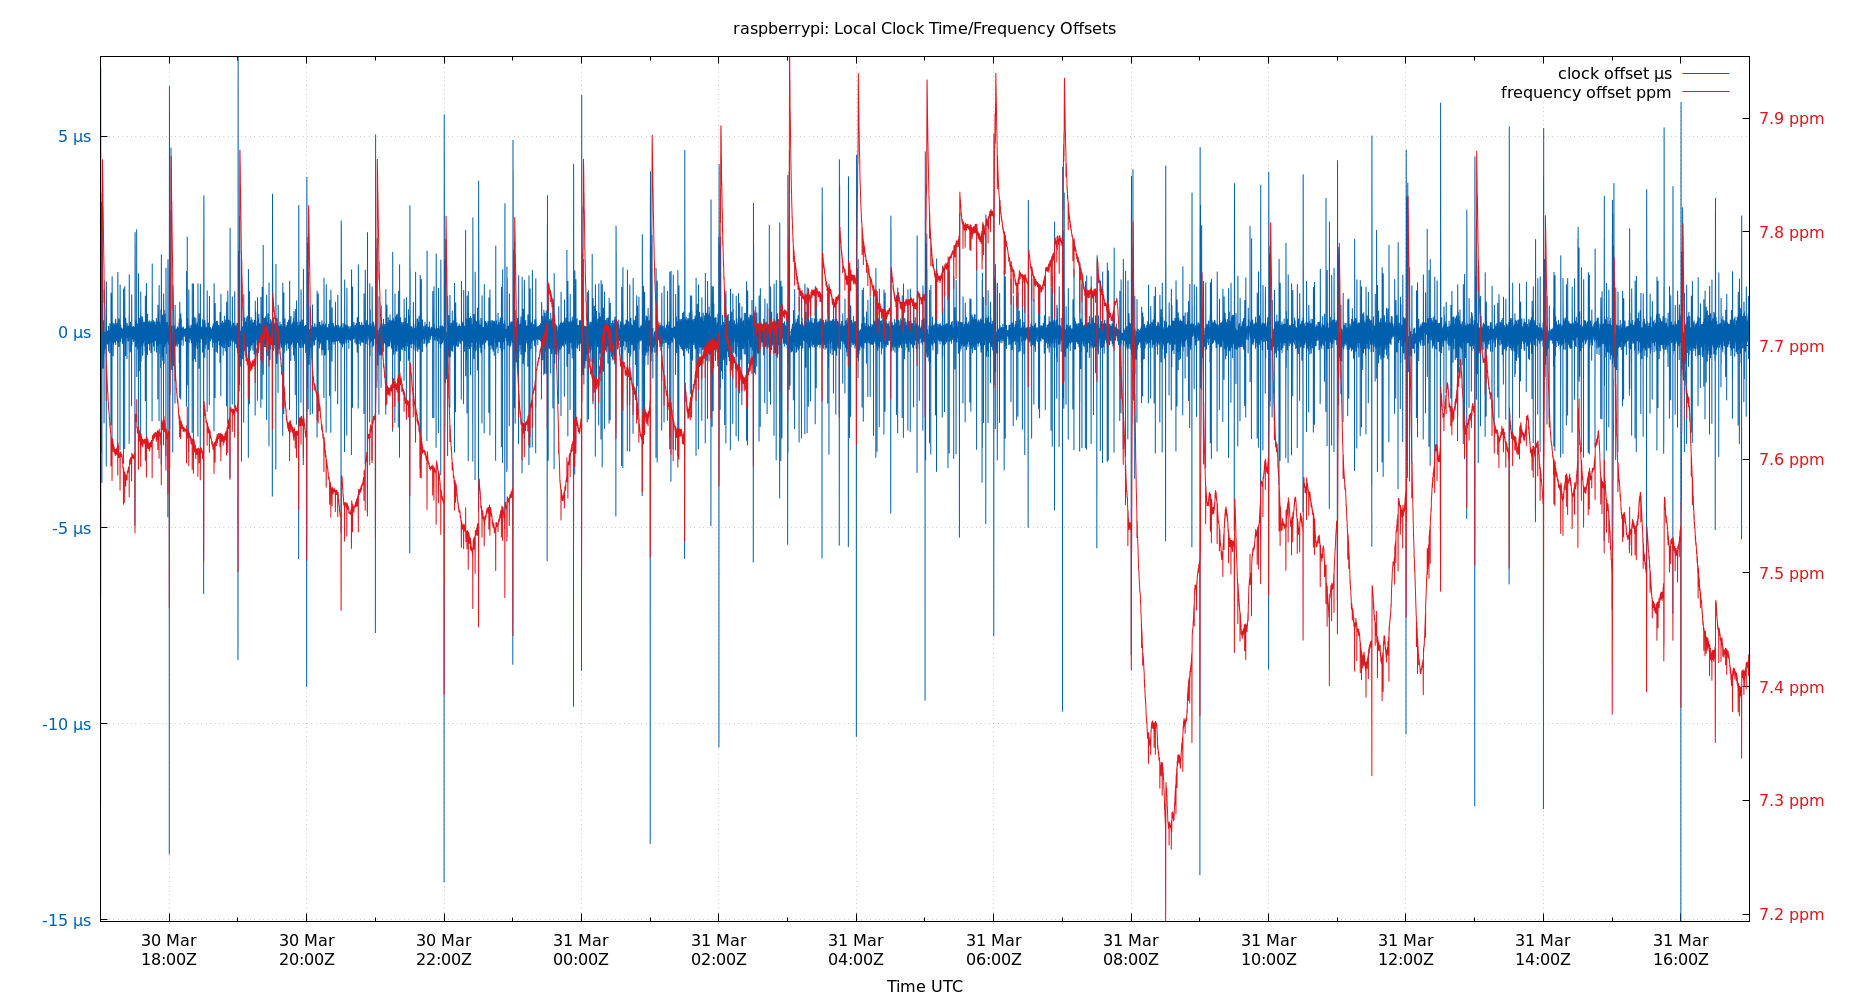 raspberrypi: Local Clock Time/Frequency Offsets
clock offset µs
frequency offset ppm
5 µs
0 µs
-5 µs
-10 µs
-15 µs
7.9 ppm
7.8 ppm
7.7 ppm
7.6 ppm
7.5 ppm
7.4 ppm
7.3 ppm
7.2 ppm
30 Mar 30 Mar 30 Mar 31 Mar 31 Mar 31 Mar 31 Mar 31 Mar 31 Mar 31 Mar 31 Mar 31 Mar
18:00Z 20:00Z 22:00Z 00:00Z 02:00Z 04:00Z 06:00Z 08:00Z 10:00Z 12:00Z 14:00Z 16:00Z
Time UTC